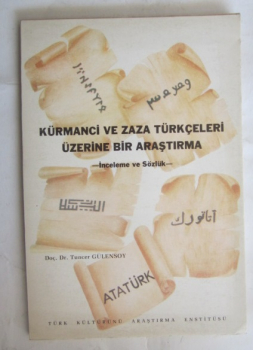 KÜRMANCİ VE ZAZA TÜRKÇELERİ
ÜZERİNE BİR ARAŞTIRMA
—İnceleme ve Sözlük—
اتاتورك
Doç. Dr. Tuncer GÜLENSOY
ATATÜRK
TÜRK KÜLTÜRÜNÜ ARAŞTIRMA ENSTİTÜSÜ